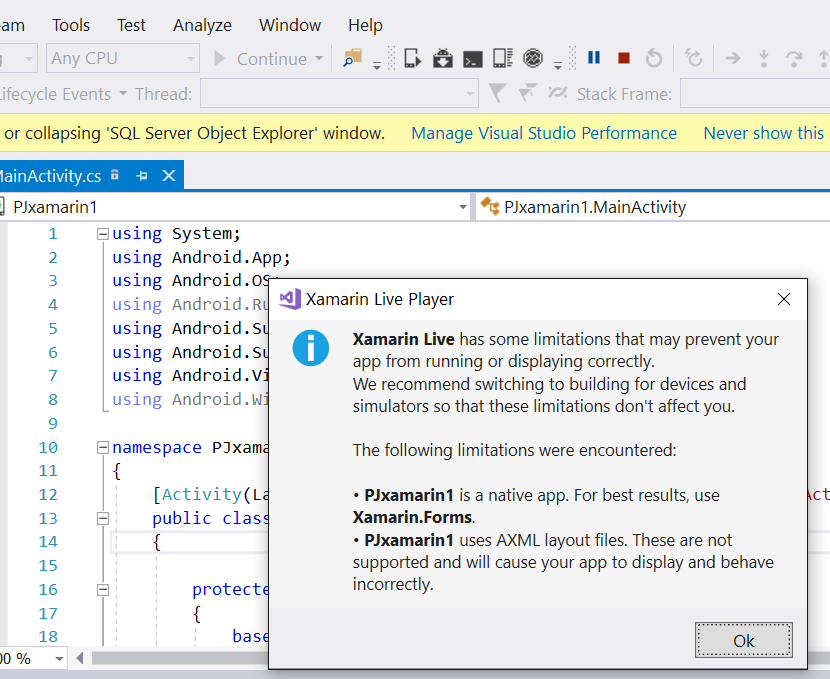 Tools Test Analyze Window Help
Any CPU Continue
Lifecycle Events Thread: Stack Frame:
or collapsing 'SQL Server Object Explorer' window. Manage Visual Studio Performance Never show this
MainActivity.cs
PJxamarin1 PJxamarin1.MainActivity
1 using System;
2 using Android.App;
3 using Android.OS;
4 using Android.Ru
5 using Android.Su
6 using Android.Su
7 using Android.Vi
8 using Android.Wi
9
10 namespace PJxama
11 {
12 [Activity(La
13 public class
14 {
15
16 protecte
17 {
18 base
00 %
Xamarin Live Player
Xamarin Live has some limitations that may prevent your
app from running or displaying correctly.
We recommend switching to building for devices and
simulators so that these limitations don't affect you.
The following limitations were encountered:
• PJxamarin1 is a native app. For best results, use
Xamarin.Forms.
• PJxamarin1 uses AXML layout files. These are not
supported and will cause your app to display and behave
incorrectly.
Ok